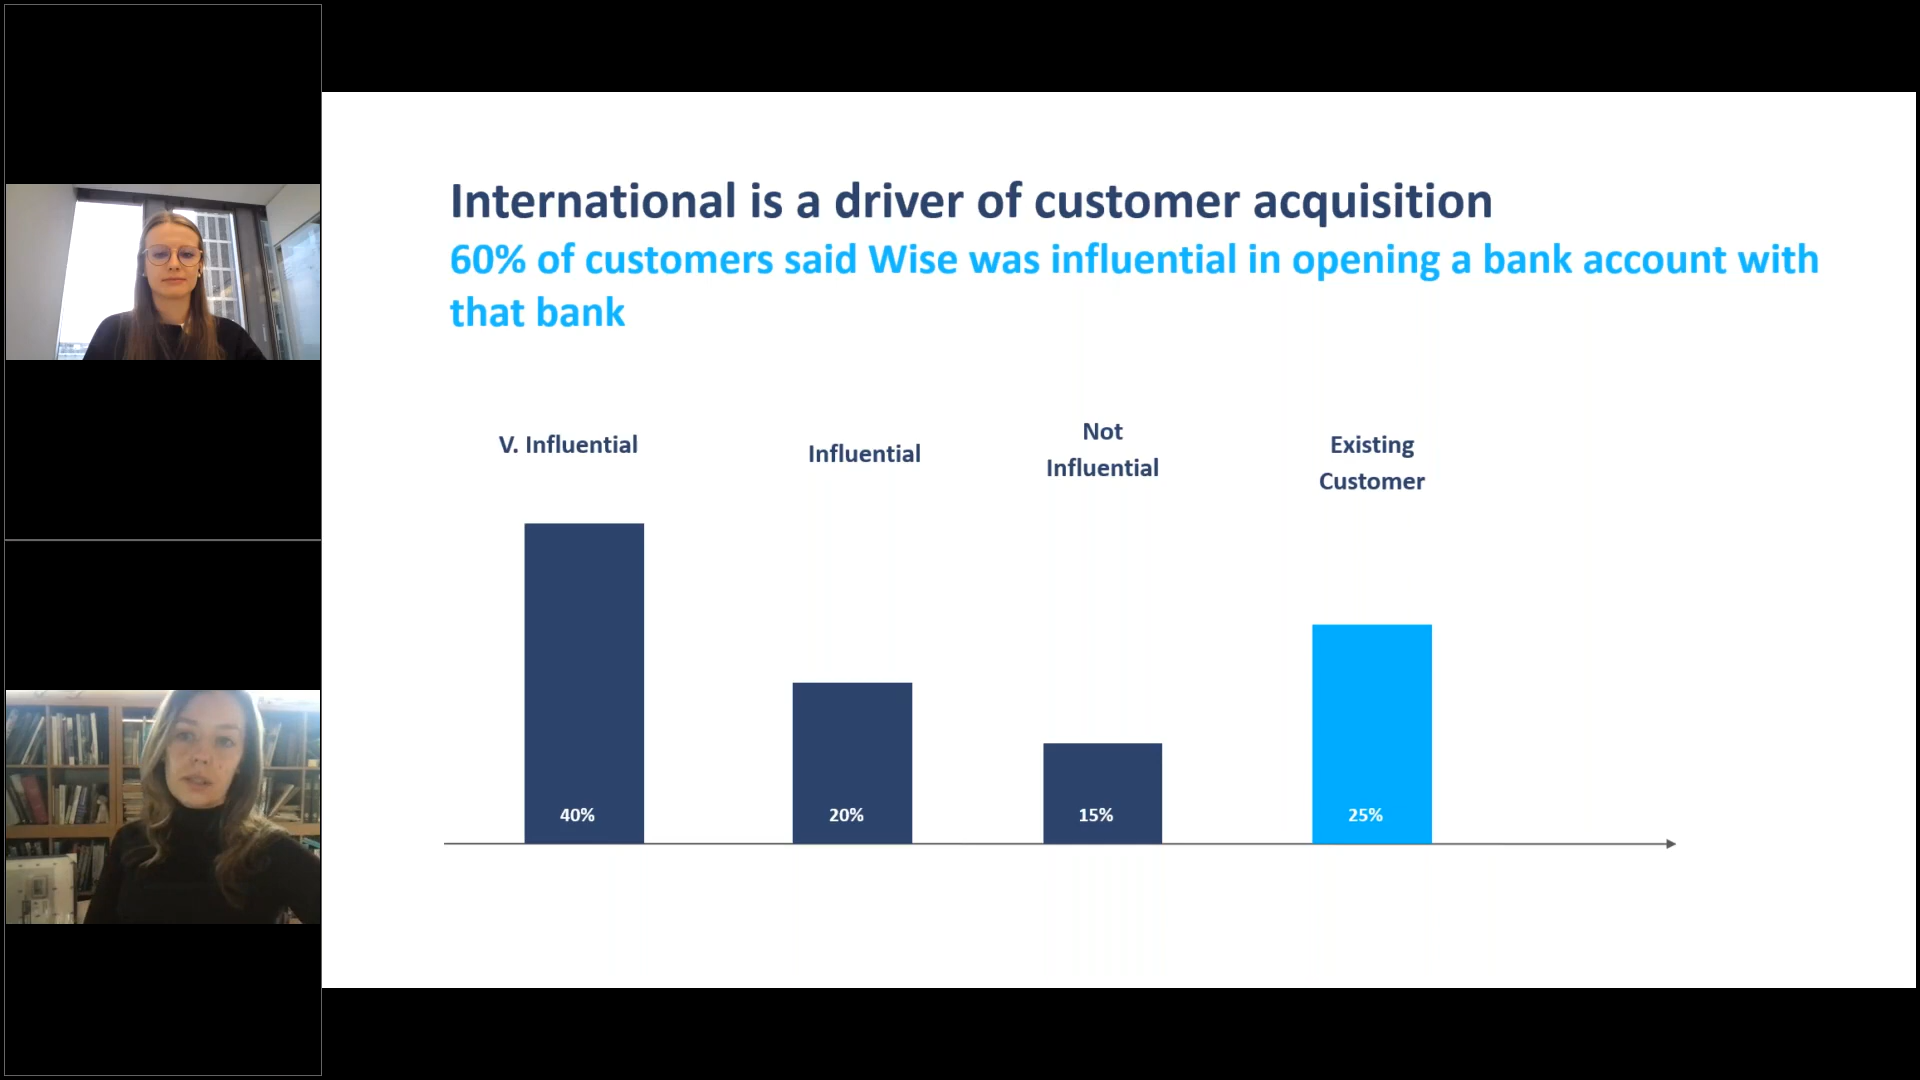 International is a driver of customer acquisition
60% of customers said Wise was influential in opening a bank account with
that bank
V. Influential
Influential
Not
Influential
Existing
Customer
40%
20%
15%
25%